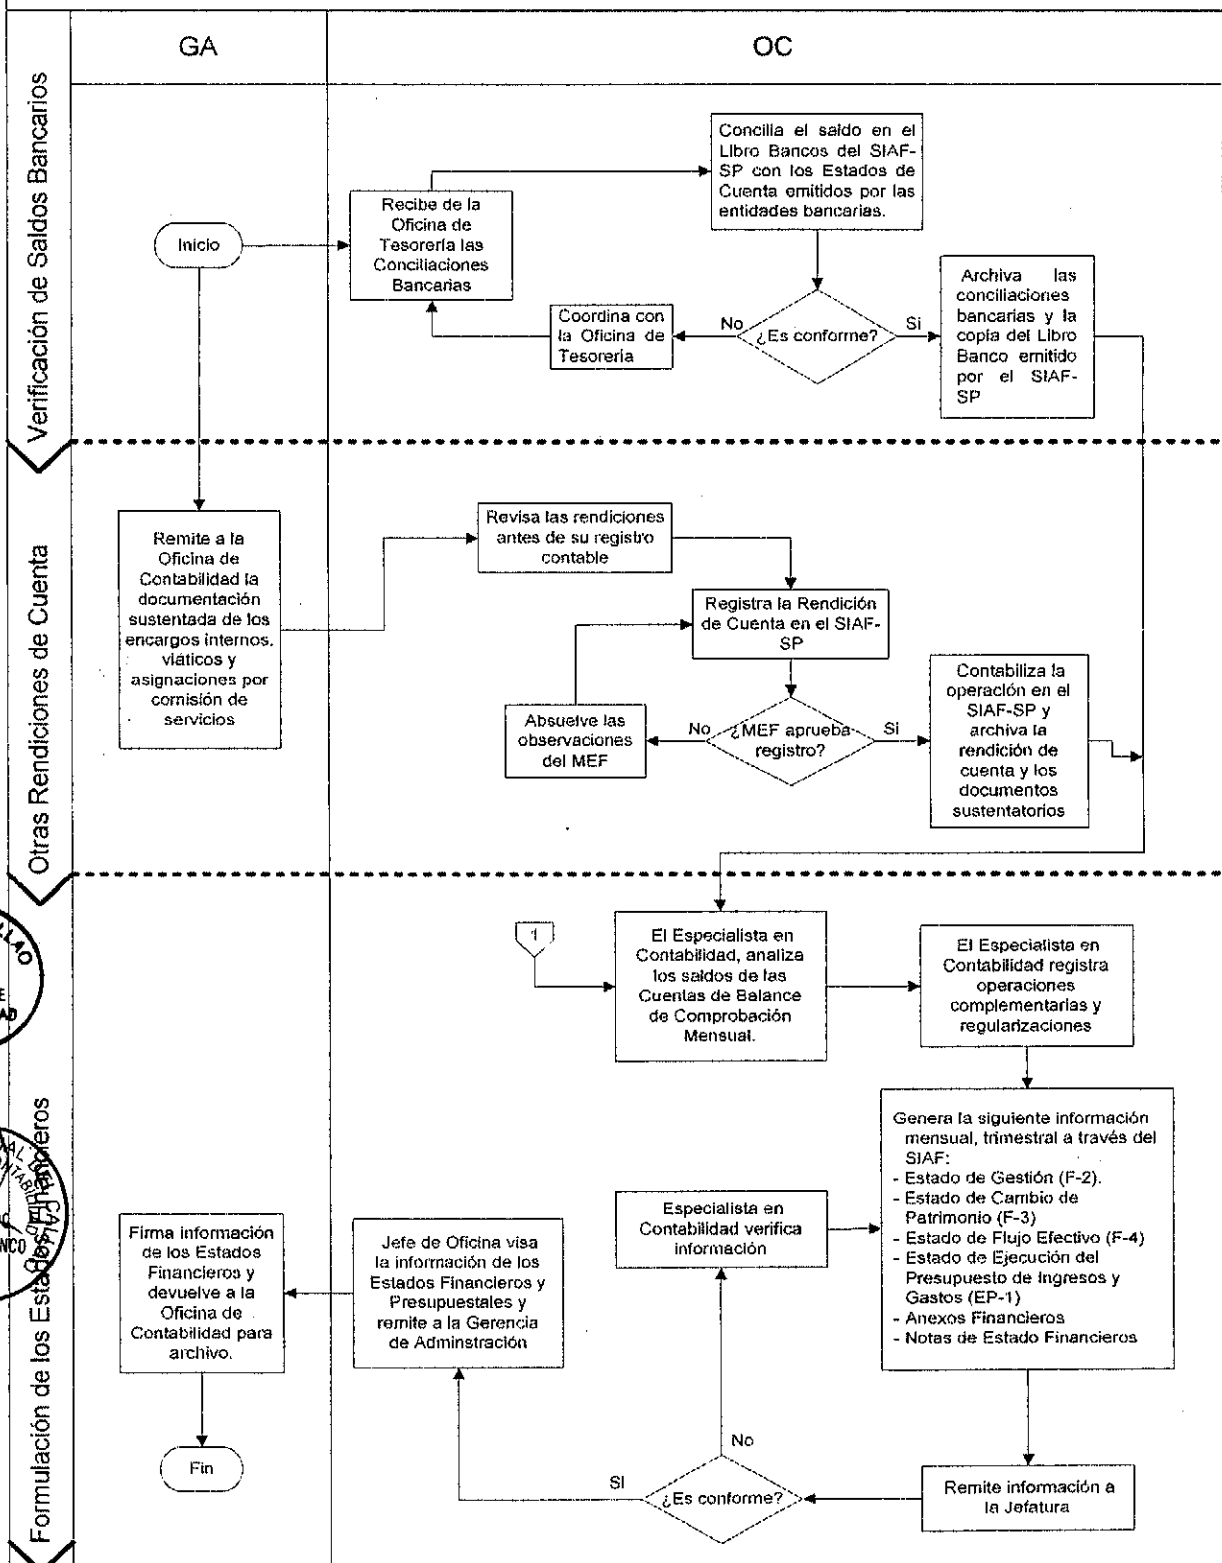 GA
OC
Verificación de Saldos Bancarios
Concilia el saldo en el
Libro Bancos del SIAF-
SP con los Estados de
Cuenta emitidos por las
entidades bancarias.
Recibe de la
Oficina de
Tesorería las
Conciliaciones
Bancarias
Inicio
Coordina con
la Oficina de
Tesorería
No
¿Es conforme?
Si
Archiva las
conciliaciones
bancarias y la
copia del Libro
Banco emitido
por el SIAF-
SP
Otras Rendiciones de Cuenta
Remite a la
Oficina de
Contabilidad la
documentación
sustentada de los
encargos internos,
viáticos y
asignaciones por
comisión de
servicios
Revisa las rendiciones
antes de su registro
contable
Registra la Rendición
de Cuenta en el SIAF-
SP
Absuelve las
observaciones
del MEF
No
¿MEF aprueba
registro?
Si
Contabiliza la
operación en el
SIAF-SP y
archiva la
rendición de
cuenta y los
documentos
sustentatorios
Formulación de los Estados Financieros
1
El Especialista en
Contabilidad, analiza
los saldos de las
Cuentas de Balance
de Comprobación
Mensual.
El Especialista en
Contabilidad registra
operaciones
complementarias y
regularizaciones
Genera la siguiente información
mensual, trimestral a través del
SIAF:
- Estado de Gestión (F-2).
- Estado de Cambio de
Patrimonio (F-3)
- Estado de Flujo Efectivo (F-4)
- Estado de Ejecución del
Presupuesto de Ingresos y
Gastos (EP-1)
- Anexos Financieros
- Notas de Estado Financieros
Especialista en
Contabilidad verifica
información
Jefe de Oficina visa
la información de los
Estados Financieros y
Presupuestales y
remite a la Gerencia
de Adminstración
Firma información
de los Estados
Financieros y
devuelve a la
Oficina de
Contabilidad para
archivo.
Fin
SI
¿Es conforme?
No
Remite información a
la Jefatura